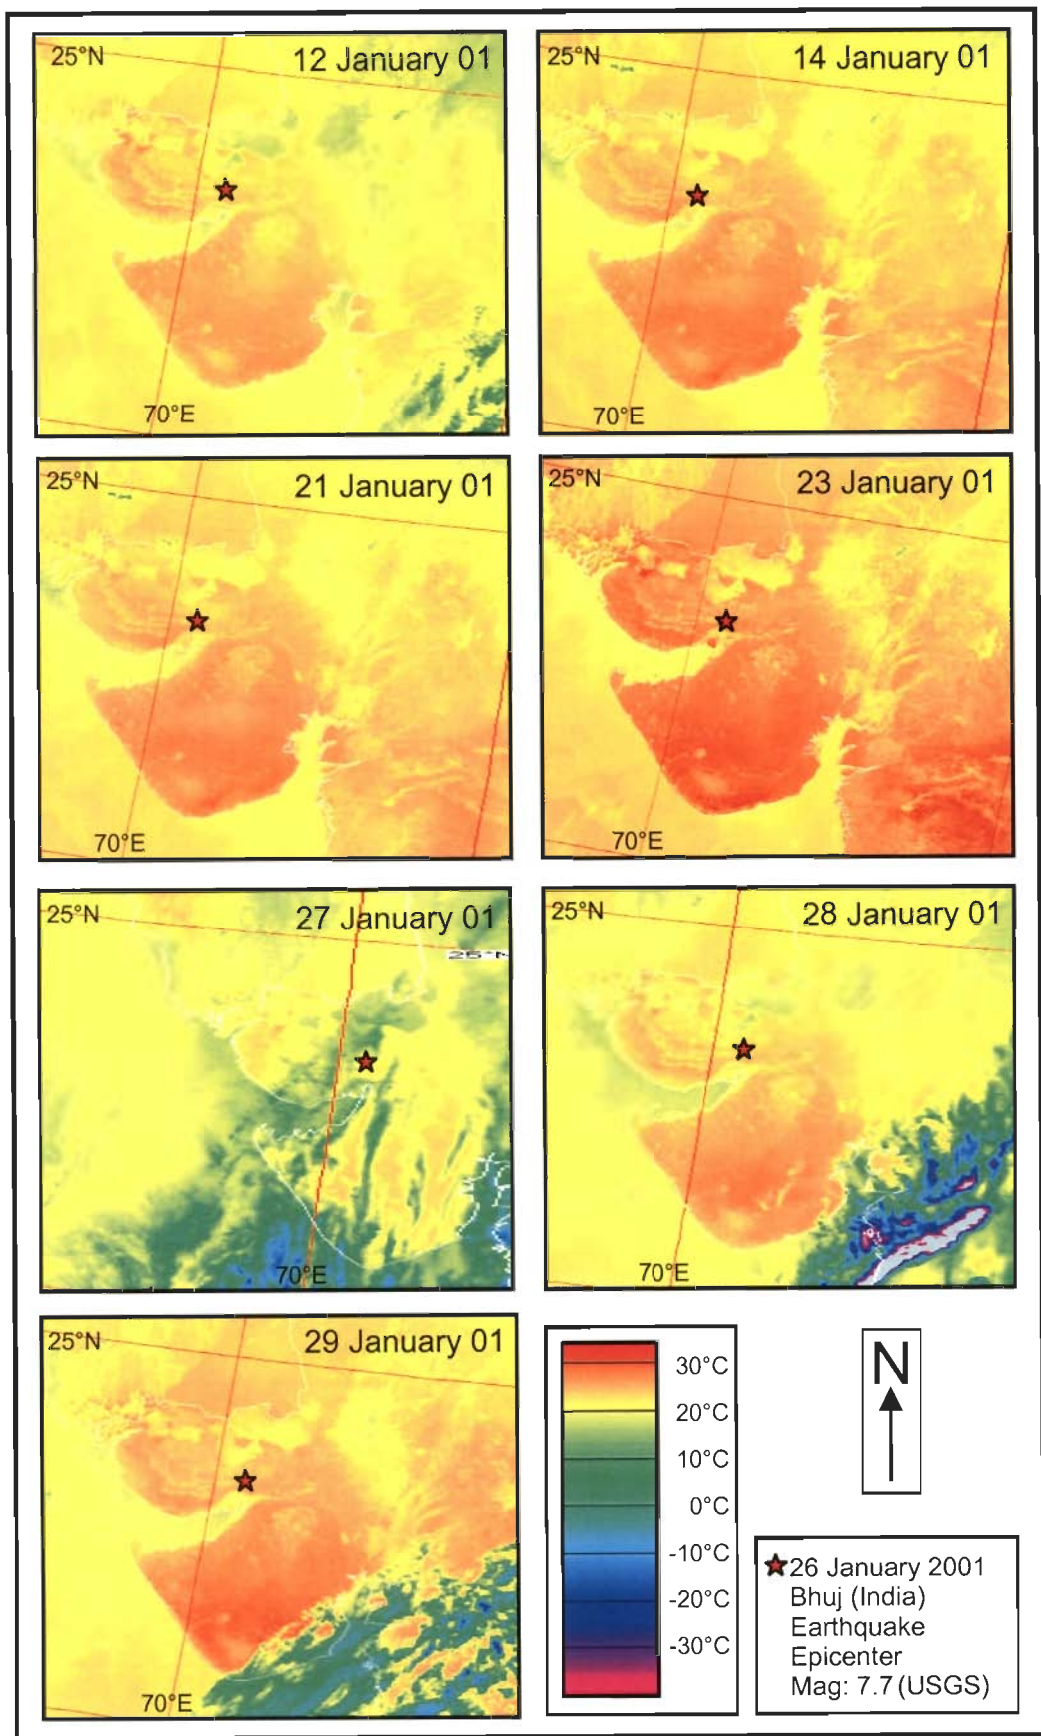 25°N
12 January 01
70°E
25°N
14 January 01
70°E
25°N
21 January 01
70°E
25°N
23 January 01
70°E
25°N
27 January 01
25°N
70°E
25°N
28 January 01
70°E
25°N
29 January 01
70°E
30°C
20°C
10°C
0°C
-10°C
-20°C
-30°C
N
26 January 2001
Bhuj (India)
Earthquake
Epicenter
Mag: 7.7 (USGS)